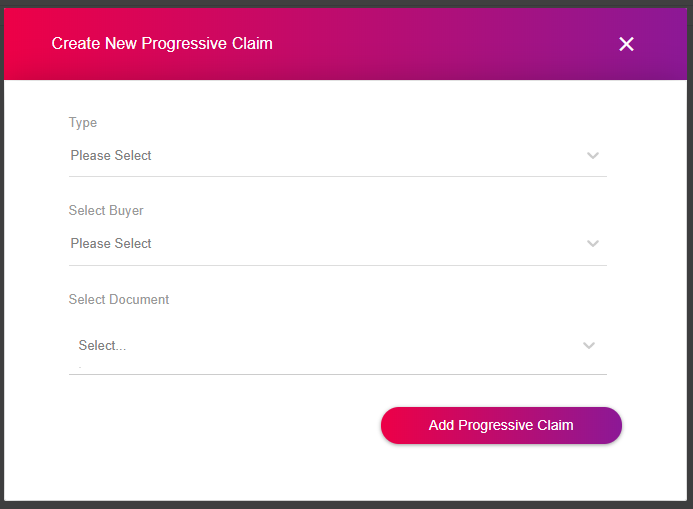 Create New Progressive Claim
Type
Please Select
Select Buyer
Please Select
Select Document
Select...
Add Progressive Claim